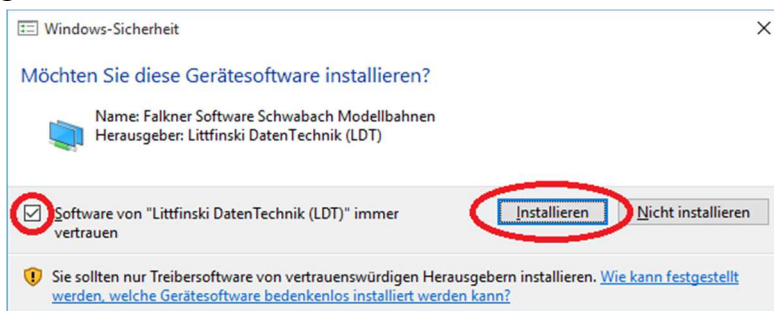 Windows-Sicherheit
Möchten Sie diese Gerätesoftware installieren?
Name: Falkner Software Schwabach Modellbahnen
Herausgeber: Littfinski DatenTechnik (LDT)
Software von "Littfinski DatenTechnik (LDT)" immer
vertrauen
Installieren
Nicht installieren
Sie sollten nur Treibersoftware von vertrauenswürdigen Herausgebern installieren. Wie kann festgestellt
werden, welche Gerätesoftware bedenkenlos installiert werden kann?